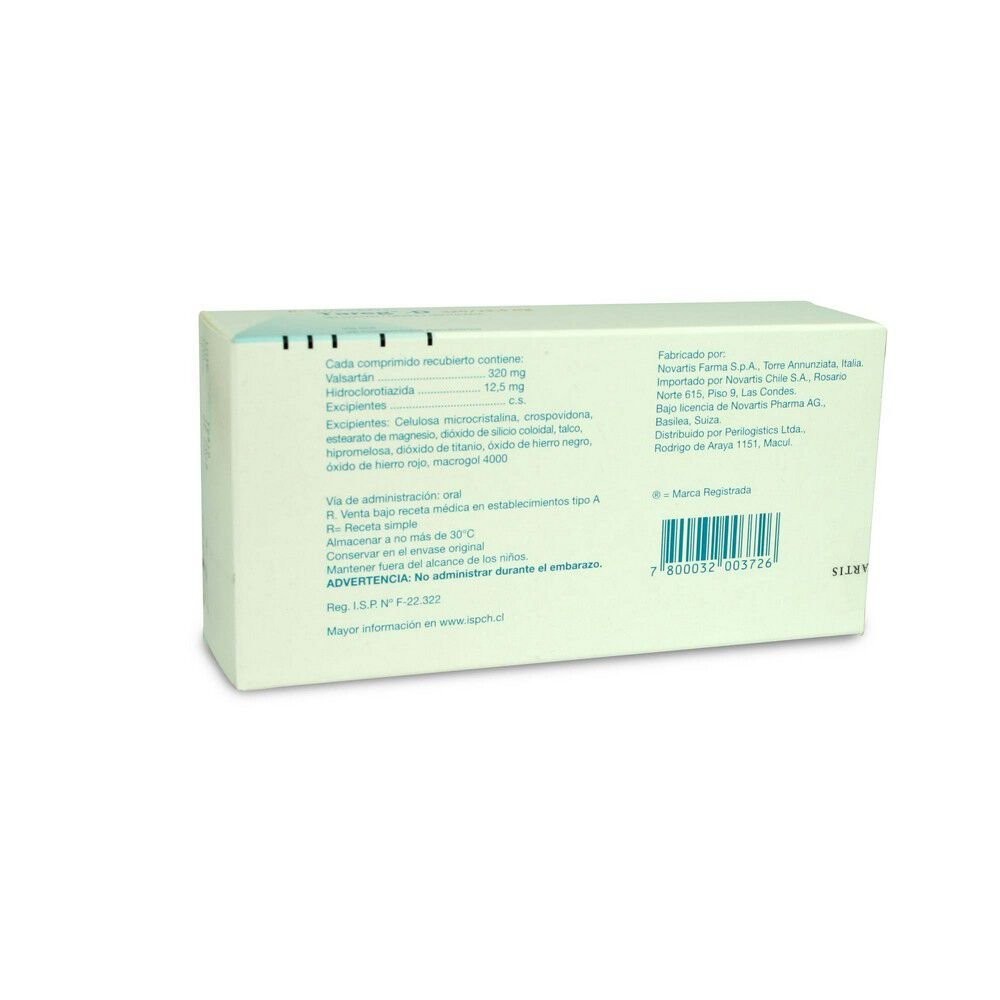 Tareg D
Cada comprimido recubierto contiene:
Valsartán ........................ 320 mg
Hidroclorotiazida .............. 12,5 mg
Excipientes .......................... c.s.
Excipientes: Celulosa microcristalina, crospovidona,
estearato de magnesio, dióxido de silicio coloidal, talco,
hipromelosa, dióxido de titanio, óxido de hierro negro,
óxido de hierro rojo, macrogol 4000
Vía de administración: oral
R. Venta bajo receta médica en establecimientos tipo A
R= Receta simple
Almacenar a no más de 30°C
Conservar en el envase original
Mantener fuera del alcance de los niños.
ADVERTENCIA: No administrar durante el embarazo.
Reg. I.S.P. Nº F-22.322
Mayor información en www.ispch.cl
Fabricado por:
Novartis Farma S.p.A., Torre Annunziata, Italia.
Importado por Novartis Chile S.A., Rosario
Norte 615, Piso 9, Las Condes.
Bajo licencia de Novartis Pharma AG.,
Basilea, Suiza.
Distribuido por Perilogistics Ltda.,
Rodrigo de Araya 1151, Macul.
® = Marca Registrada
7 800032 003726
ARTIS